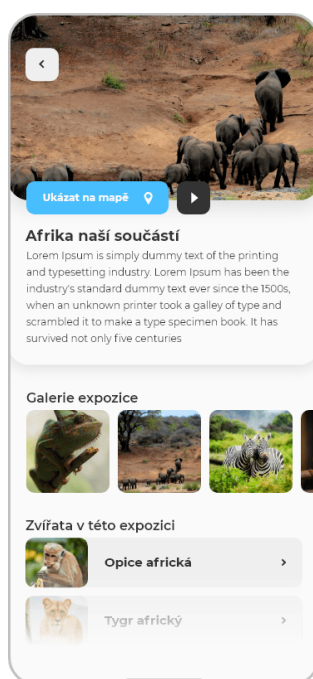 Ukázat na mapě
Afrika naší součástí
Lorem Ipsum is simply dummy text of the printing
and typesetting industry. Lorem Ipsum has been the
industry's standard dummy text ever since the 1500s,
when an unknown printer took a galley of type and
scrambled it to make a type specimen book. It has
survived not only five centuries
Galerie expozice
Zvířata v této expozici
Opice africká
Tygr africký